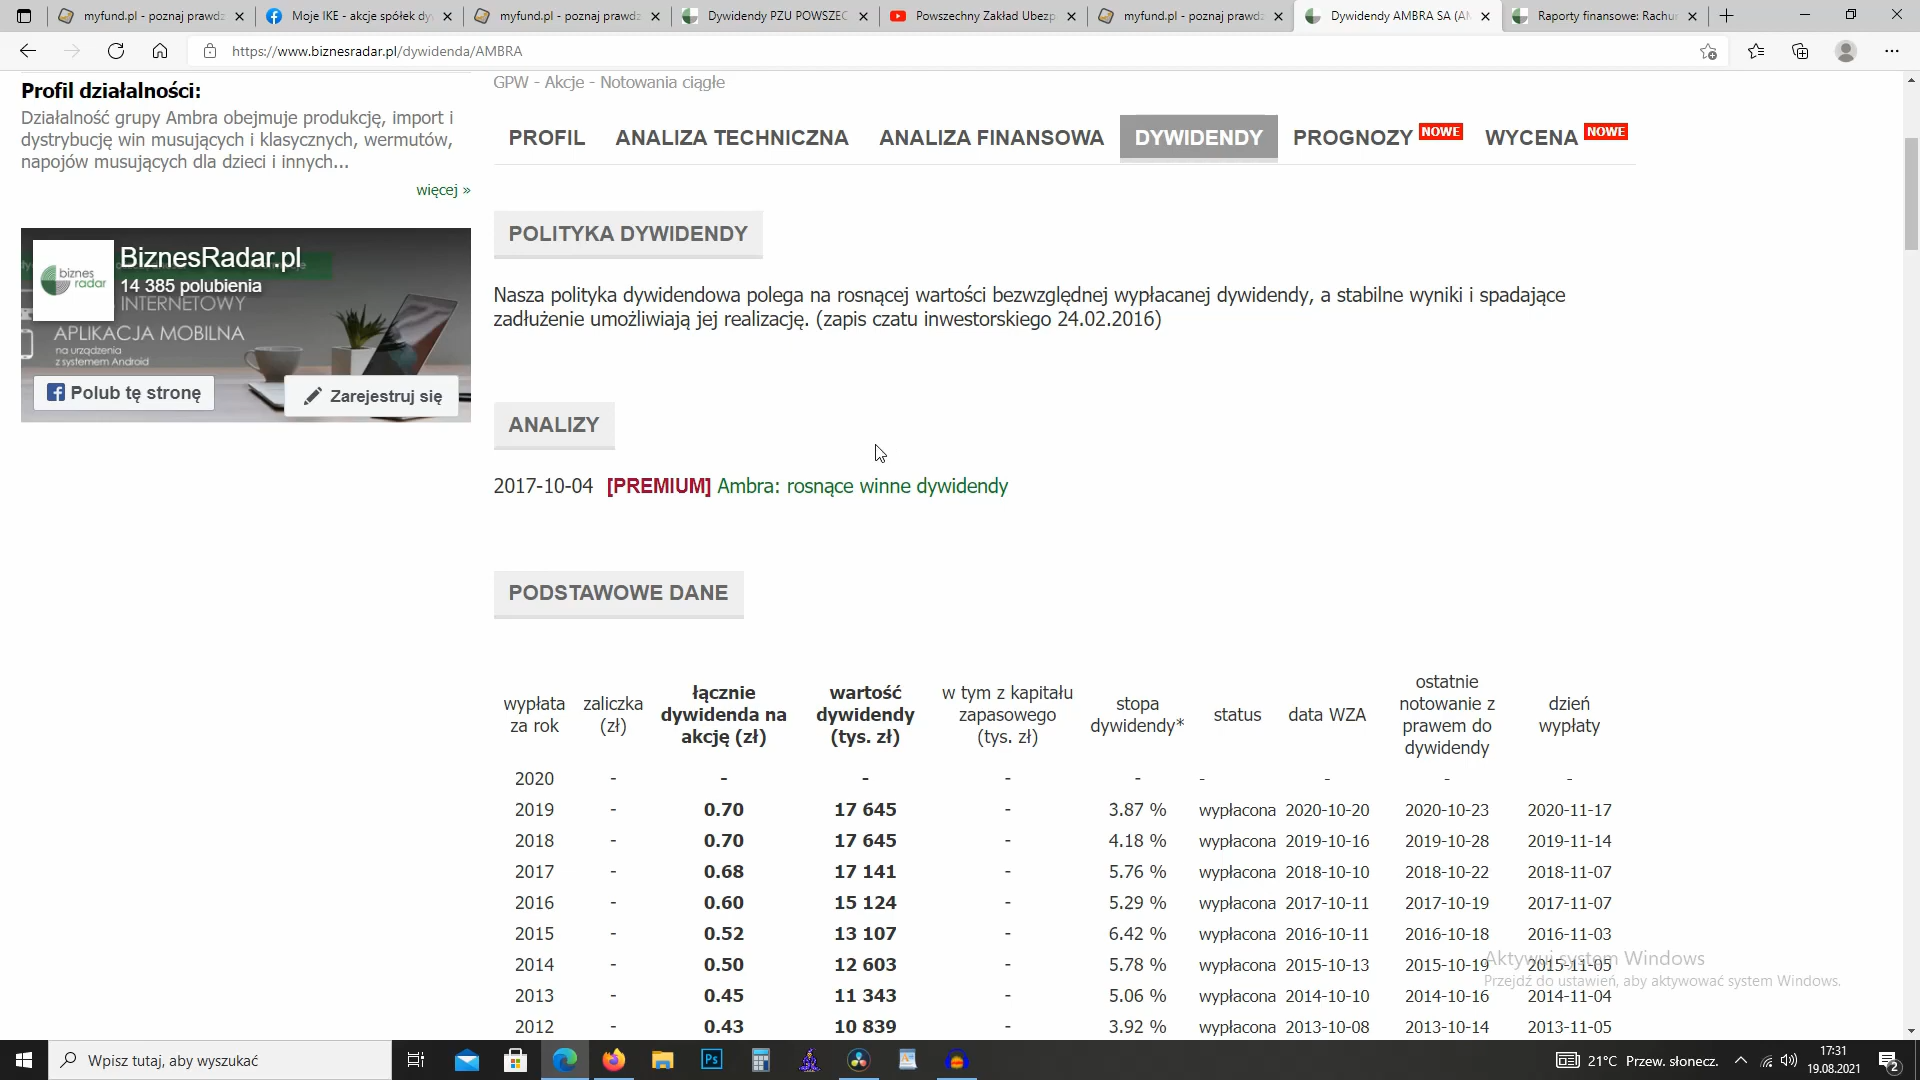 myfund.pl - poznaj prawdz
Moje IKE - akcje spółek dy
myfund.pl - poznaj prawdz
Dywidendy PZU POWSZEC
Powszechny Zakład Ubezp
myfund.pl - poznaj prawdz
Dywidendy AMBRA SA (AM
Raporty finansowe: Rachu
https://www.biznesradar.pl/dywidenda/AMBRA
Profil działalności:
Działalność grupy Ambra obejmuje produkcję, import i
dystrybucję win musujących i klasycznych, wermutów,
napojów musujących dla dzieci i innych...
więcej »
biznes
radar
BiznesRadar.pl
14 385 polubienia
INTERNETOWY
APLIKACJA MOBILNA
na urządzenia
z systemem Android
Polub tę stronę
Zarejestruj się
GPW - Akcje - Notowania ciągłe
PROFIL ANALIZA TECHNICZNA ANALIZA FINANSOWA DYWIDENDY PROGNOZY NOWE WYCENA NOWE
POLITYKA DYWIDENDY
Nasza polityka dywidendowa polega na rosnącej wartości bezwzględnej wypłacanej dywidendy, a stabilne wyniki i spadające
zadłużenie umożliwiają jej realizację. (zapis czatu inwestorskiego 24.02.2016)
ANALIZY
2017-10-04 [PREMIUM] Ambra: rosnące winne dywidendy
PODSTAWOWE DANE
wypłata za rok zaliczka (zł) łącznie dywidenda na akcję (zł) wartość dywidendy (tys. zł) w tym z kapitału zapasowego (tys. zł) stopa dywidendy* status data WZA ostatnie notowanie z prawem do dywidendy dzień wypłaty
2020 - - - - - - - - -
2019 - 0.70 17 645 - 3.87 % wypłacona 2020-10-20 2020-10-23 2020-11-17
2018 - 0.70 17 645 - 4.18 % wypłacona 2019-10-16 2019-10-28 2019-11-14
2017 - 0.68 17 141 - 5.76 % wypłacona 2018-10-10 2018-10-22 2018-11-07
2016 - 0.60 15 124 - 5.29 % wypłacona 2017-10-11 2017-10-19 2017-11-07
2015 - 0.52 13 107 - 6.42 % wypłacona 2016-10-11 2016-10-18 2016-11-03
2014 - 0.50 12 603 - 5.78 % wypłacona 2015-10-13 2015-10-19 2015-11-05
2013 - 0.45 11 343 - 5.06 % wypłacona 2014-10-10 2014-10-16 2014-11-04
2012 - 0.43 10 839 - 3.92 % wypłacona 2013-10-08 2013-10-14 2013-11-05
Aktywuj system Windows
Przejdź do ustawień, aby aktywować system Windows.
Wpisz tutaj, aby wyszukać
Ps
21°C Przew. słonecz.
17:31
19.08.2021
2